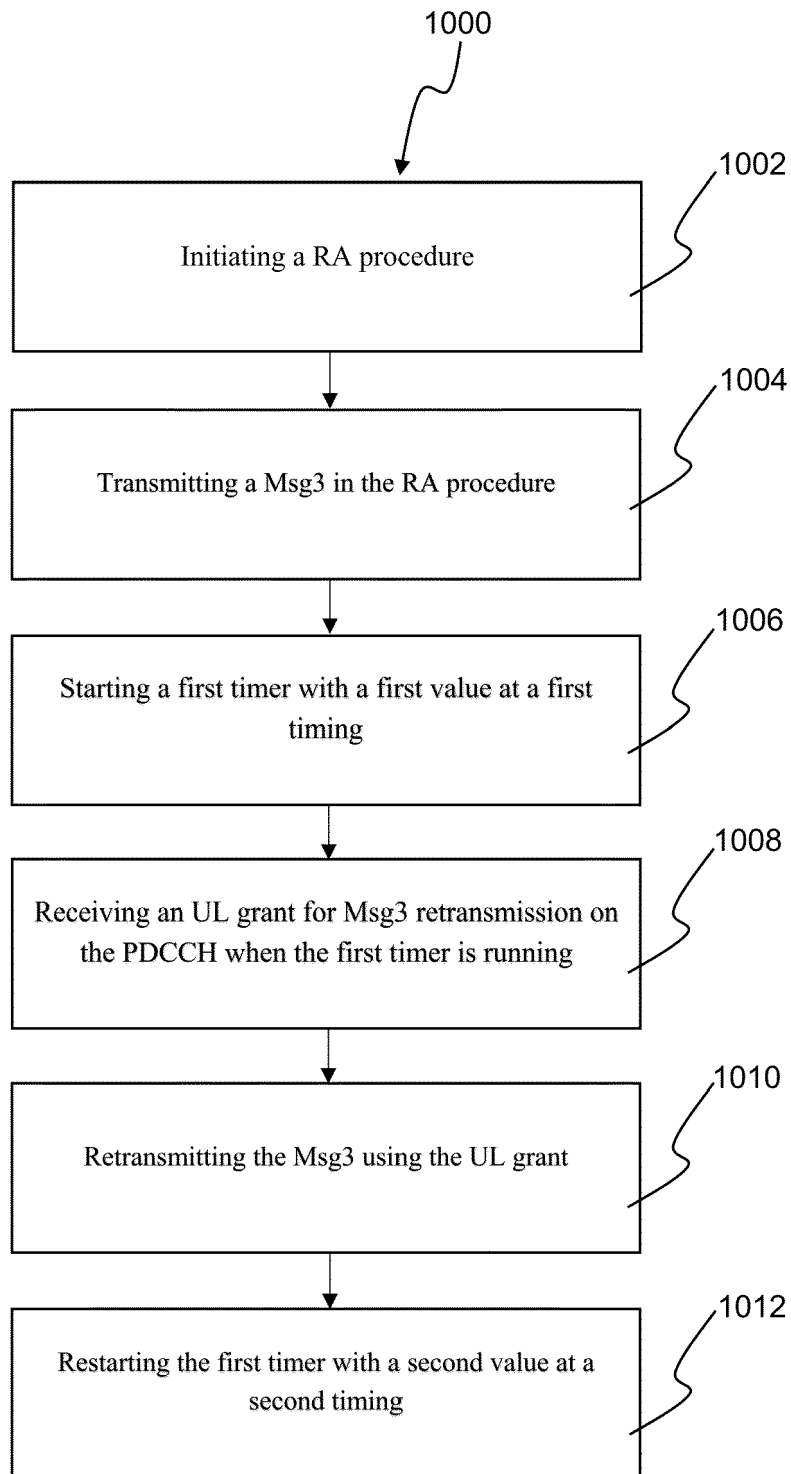 1000
1002
Initiating a RA procedure
1004
Transmitting a Msg3 in the RA procedure
1006
Starting a first timer with a first value at a first
timing
1008
Receiving an UL grant for Msg3 retransmission on
the PDCCH when the first timer is running
1010
Retransmitting the Msg3 using the UL grant
1012
Restarting the first timer with a second value at a
second timing